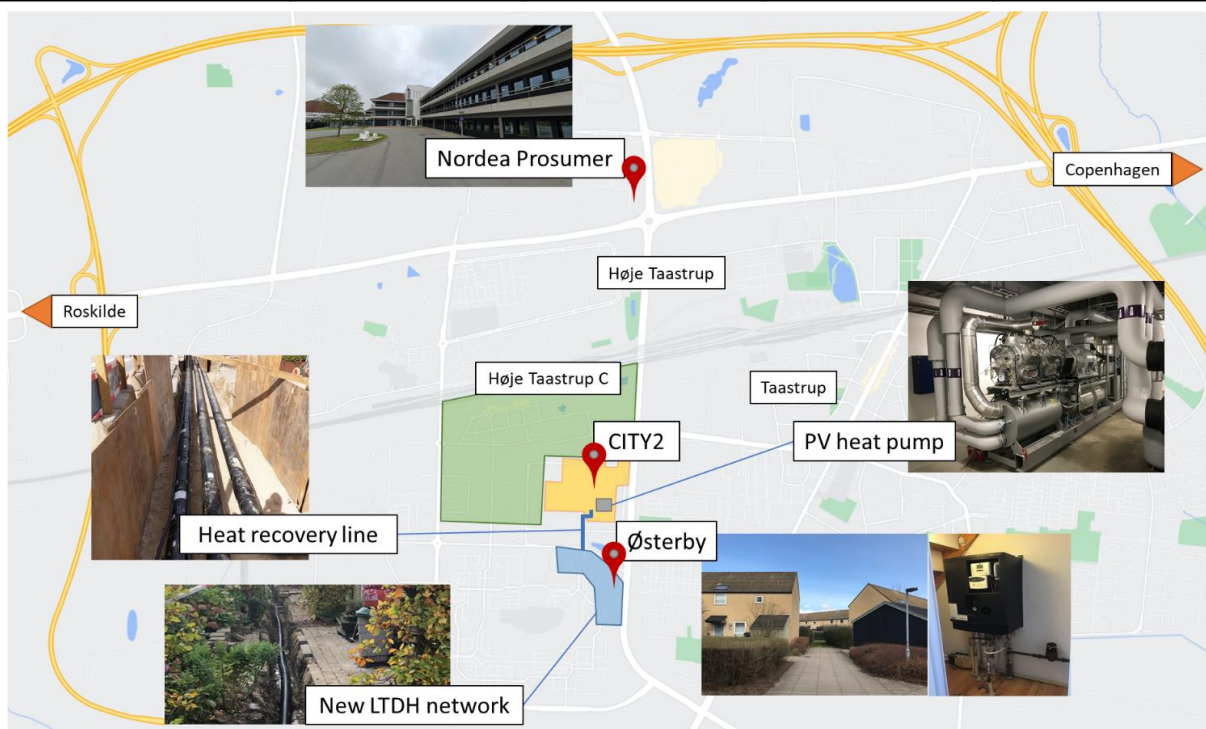 Nordea Prosumer
Copenhagen
Høje Taastrup
Roskilde
Høje Taastrup C
Taastrup
CITY2
PV heat pump
Heat recovery line
Østerby
New LTDH network